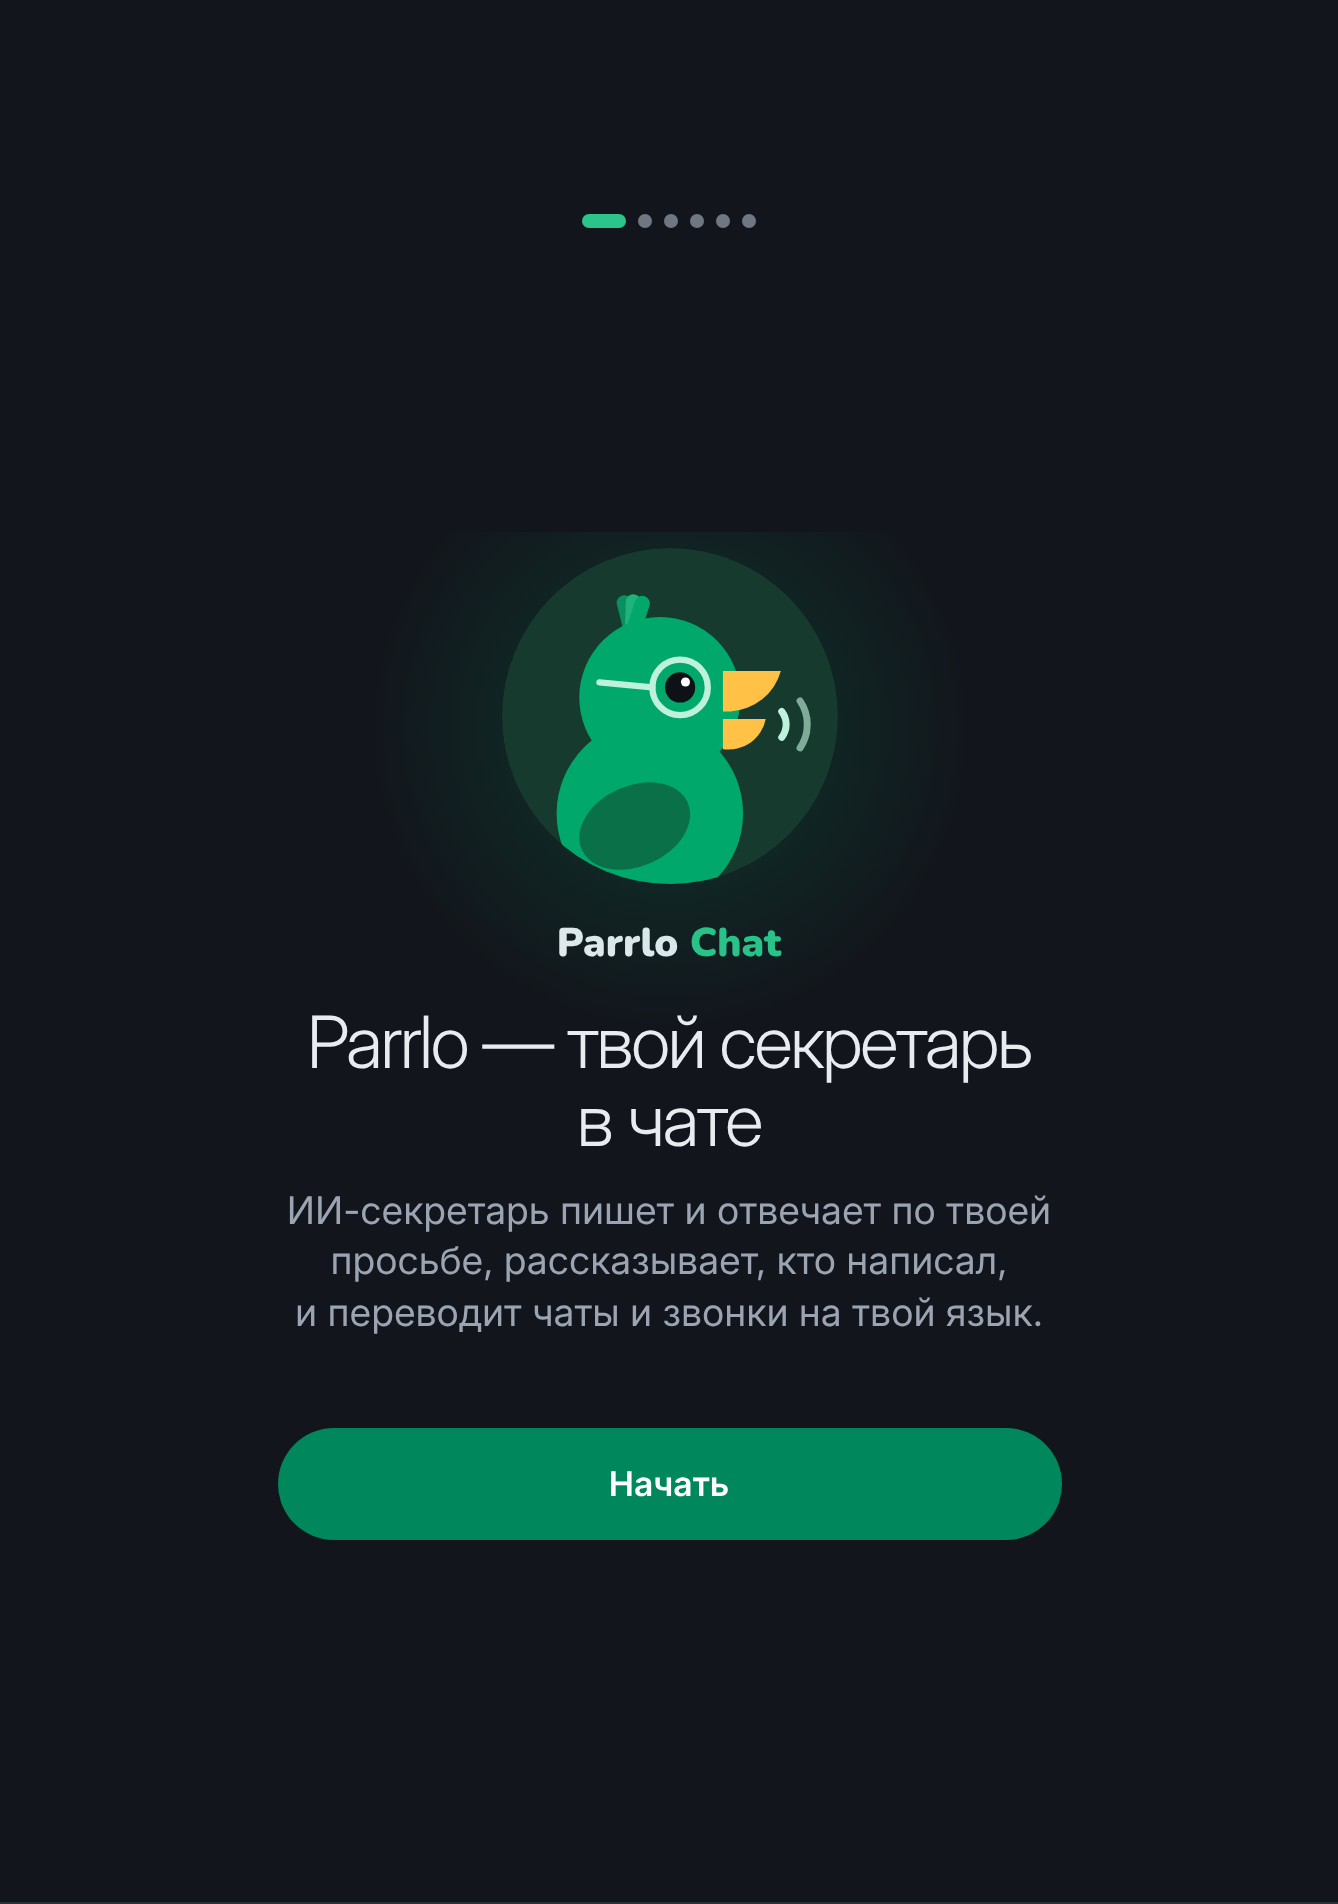 Parrlo Chat
Parrlo — твой секретарь
в чате
ИИ-секретарь пишет и отвечает по твоей
просьбе, рассказывает, кто написал,
и переводит чаты и звонки на твой язык.
Начать